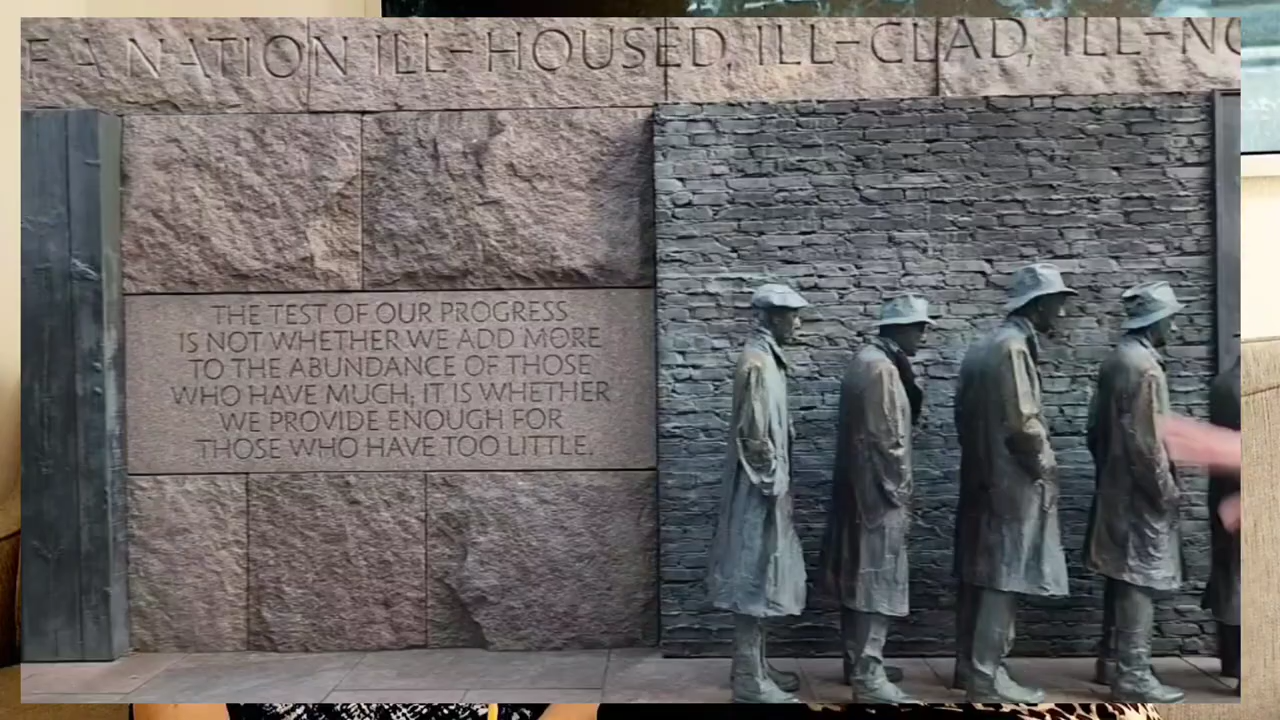 F A NATION ILL-HOUSED, ILL-CLAD, ILL-NO
THE TEST OF OUR PROGRESS
IS NOT WHETHER WE ADD MORE
TO THE ABUNDANCE OF THOSE
WHO HAVE MUCH; IT IS WHETHER
WE PROVIDE ENOUGH FOR
THOSE WHO HAVE TOO LITTLE.